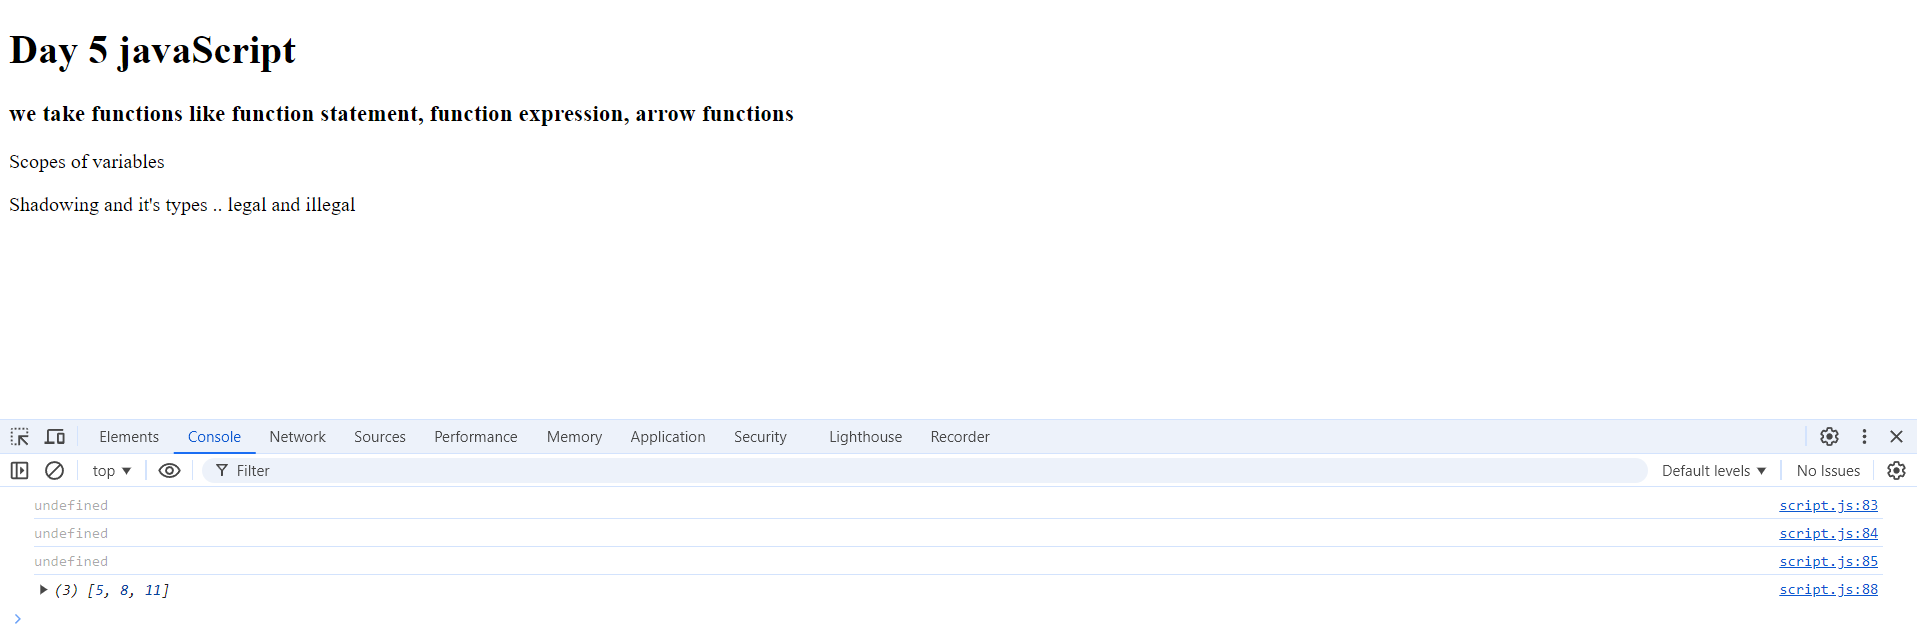 Day 5 javaScript
we take functions like function statement, function expression, arrow functions
Scopes of variables
Shadowing and it's types .. legal and illegal
Elements Console Network Sources Performance Memory Application Security Lighthouse Recorder
top Filter Default levels No Issues
undefined script.js:83
undefined script.js:84
undefined script.js:85
(3) [5, 8, 11] script.js:88